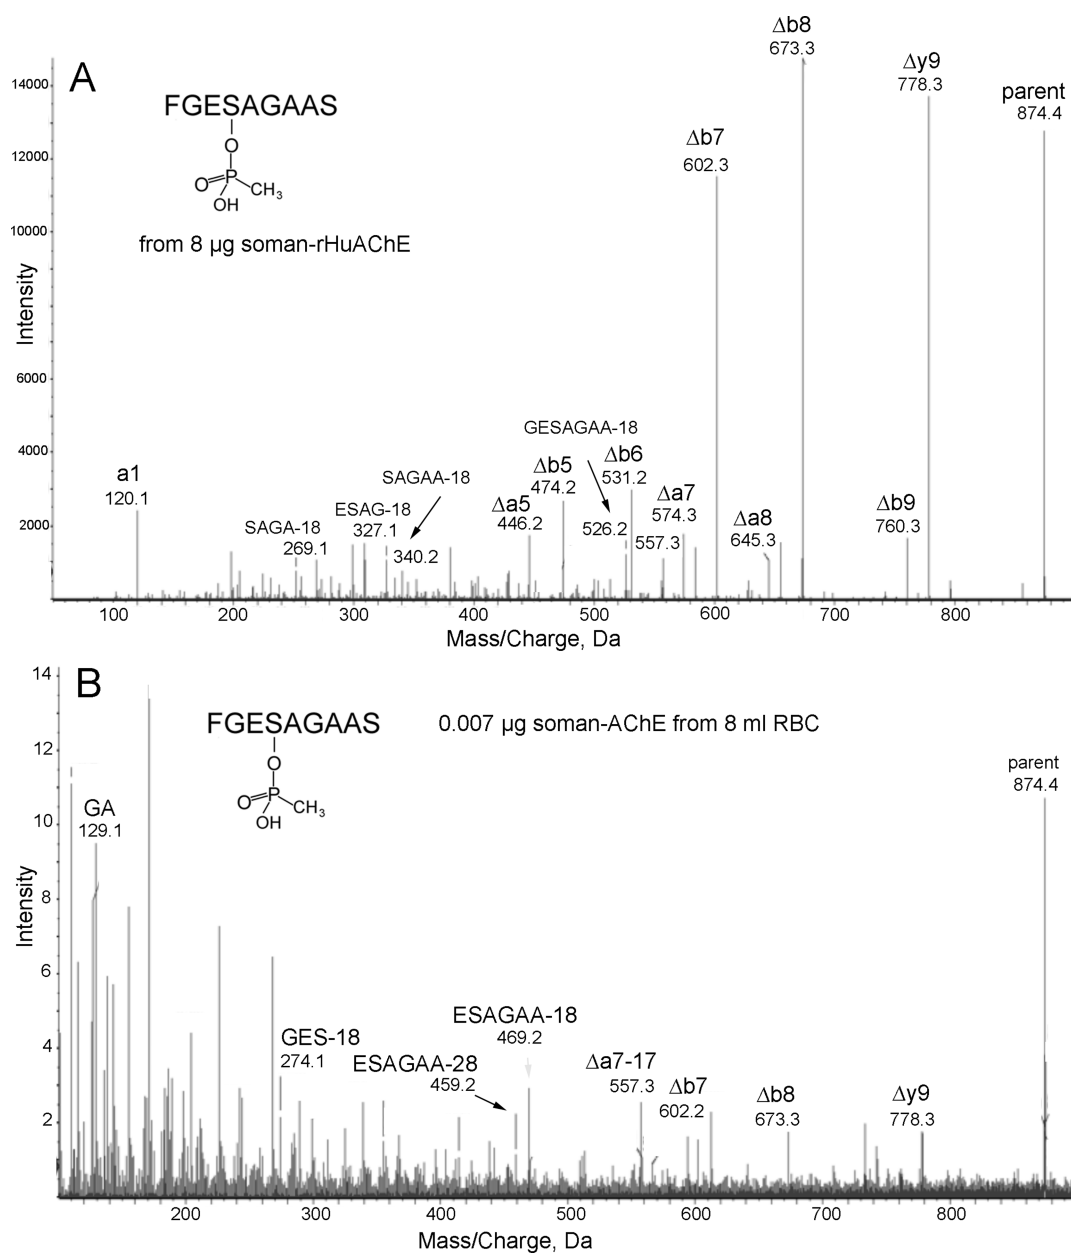 A
Δb8
673.3
Δy9
778.3
parent
874.4
14000
FGESAGAAS
O
O
P
CH3
OH
from 8 µg soman-rHuAChE
12000
Δb7
602.3
10000
Intensity
6000
4000
2000
a1
120.1
SAGA-18
269.1
ESAG-18
327.1
SAGAA-18
340.2
Δa5
446.2
Δb5
474.2
GESAGAA-18
526.2
Δb6
531.2
557.3
Δa7
574.3
Δa8
645.3
Δb9
760.3
100 200 300 400 500 600 700 800
Mass/Charge, Da
B
14
FGESAGAAS
0.007 µg soman-AChE from 8 ml RBC
O
O
P
CH3
OH
parent
874.4
12
10
8
6
4
2
Intensity
GA
129.1
GES-18
274.1
ESAGAA-28
459.2
ESAGAA-18
469.2
Δa7-17
557.3
Δb7
602.2
Δb8
673.3
Δy9
778.3
200 300 400 500 600 700 800
Mass/Charge, Da